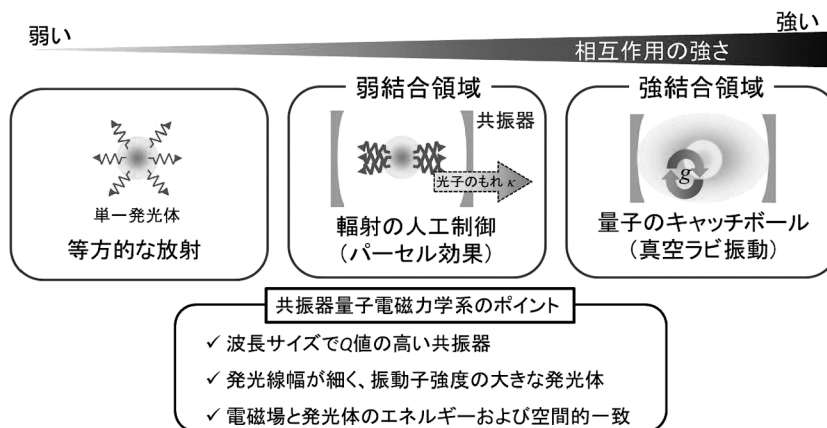 弱い
強い
相互作用の強さ
単一発光体
等方的な放射
弱結合領域
共振器
光子のもれ κ
輻射の人工制御
(パーセル効果)
強結合領域
g
量子のキャッチボール
(真空ラビ振動)
共振器量子電磁力学系のポイント
✓ 波長サイズでQ値の高い共振器
✓ 発光線幅が細く、振動子強度の大きな発光体
✓ 電磁場と発光体のエネルギーおよび空間的一致